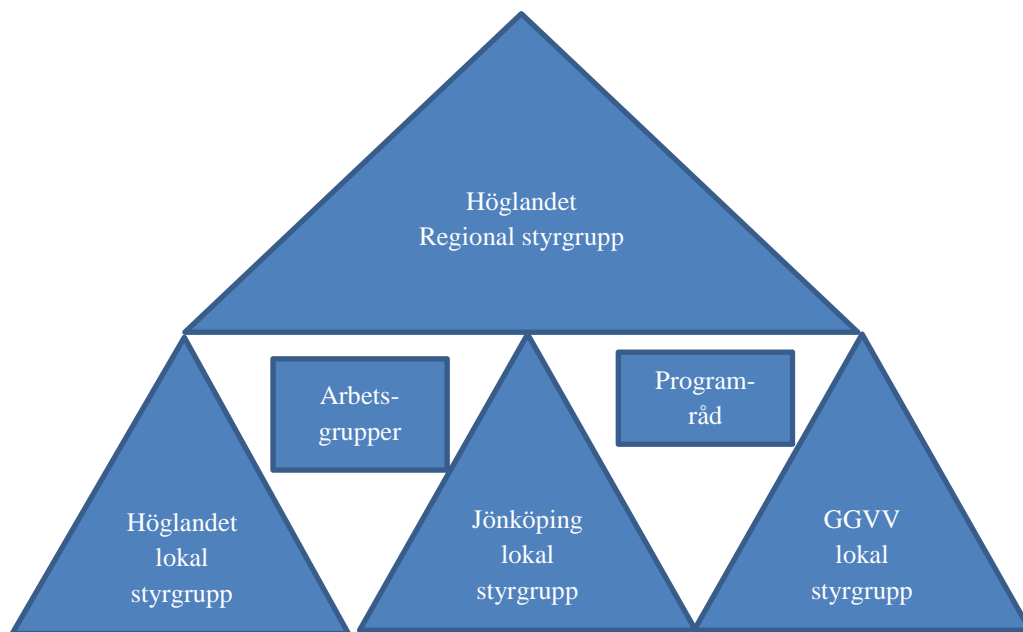 Höglandet
Regional styrgrupp
Arbets-
grupper
Program-
råd
Höglandet
lokal
styrgrupp
Jönköping
lokal
styrgrupp
GGVV
lokal
styrgrupp